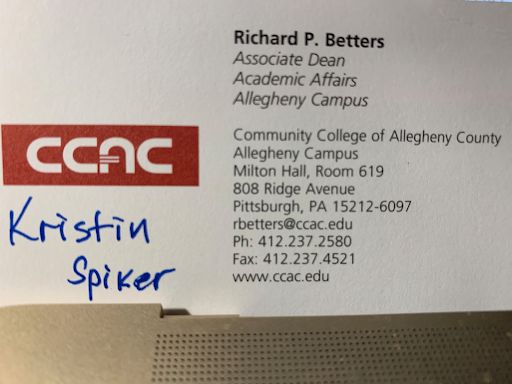 Richard P. Betters
Associate Dean
Academic Affairs
Allegheny Campus
CCAC
Community College of Allegheny County
Allegheny Campus
Milton Hall, Room 619
808 Ridge Avenue
Pittsburgh, PA 15212-6097
rbetters@ccac.edu
Ph: 412.237.2580
Fax: 412.237.4521
www.ccac.edu
Kristin
Spiker